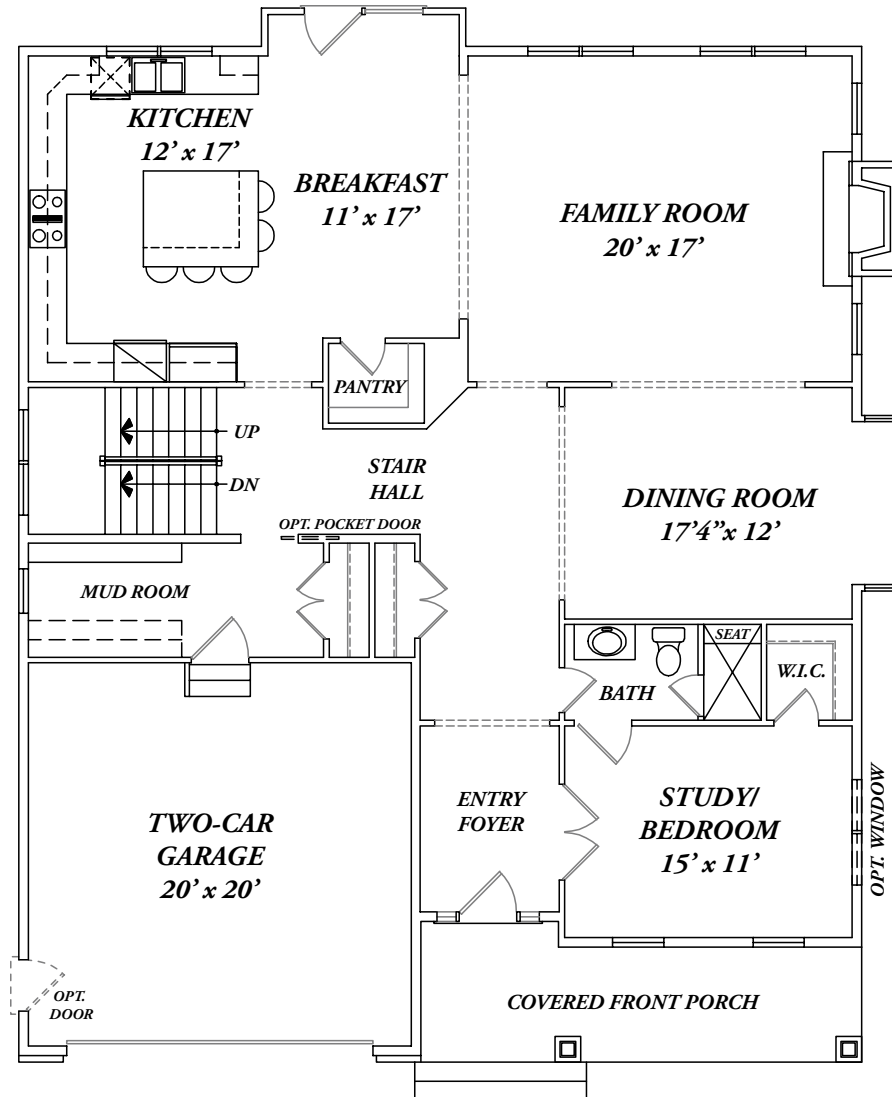 KITCHEN
12’ x 17’
BREAKFAST
11’ x 17’
FAMILY ROOM
20’ x 17’
PANTRY
UP
DN
STAIR
HALL
OPT. POCKET DOOR
DINING ROOM
17’4” x 12’
MUD ROOM
SEAT
W.I.C.
BATH
TWO-CAR
GARAGE
20’ x 20’
ENTRY
FOYER
STUDY/
BEDROOM
15’ x 11’
OPT. WINDOW
OPT.
DOOR
COVERED FRONT PORCH